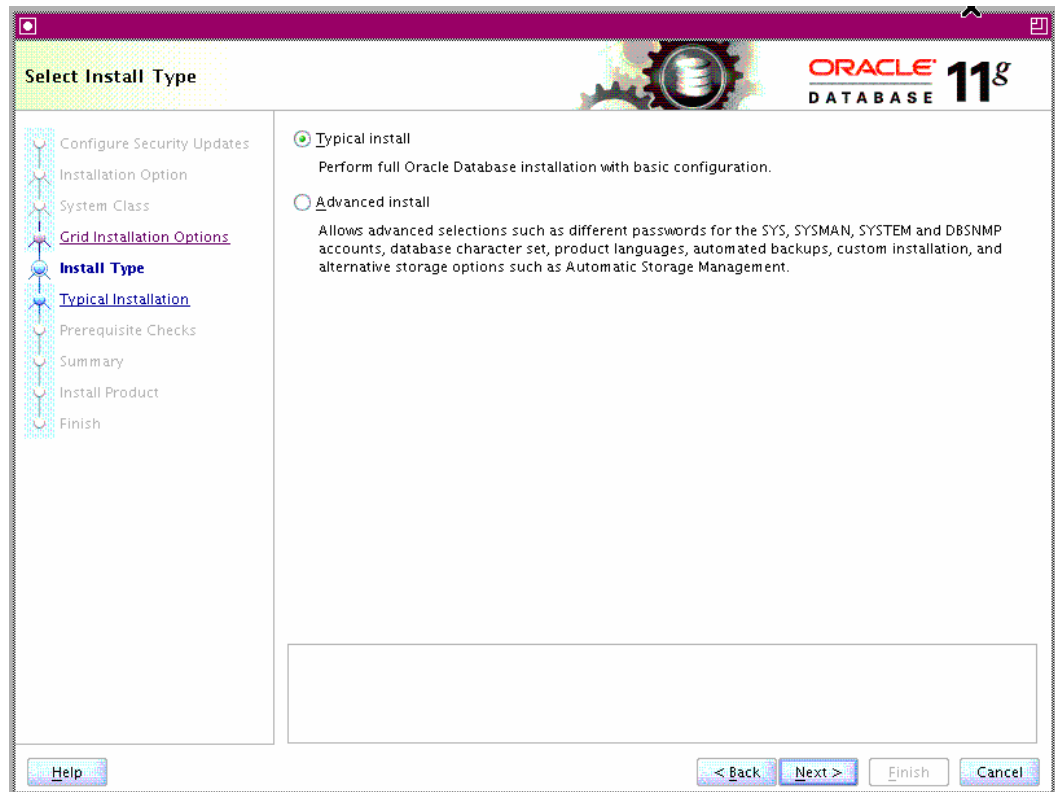 Select Install Type
ORACLE
DATABASE
11g
Configure Security Updates
Installation Option
System Class
Grid Installation Options
Install Type
Typical Installation
Prerequisite Checks
Summary
Install Product
Finish
Typical install
Perform full Oracle Database installation with basic configuration.
Advanced install
Allows advanced selections such as different passwords for the SYS, SYSMAN, SYSTEM and DBSNMP
accounts, database character set, product languages, automated backups, custom installation, and
alternative storage options such as Automatic Storage Management.
Help
< Back
Next >
Finish
Cancel